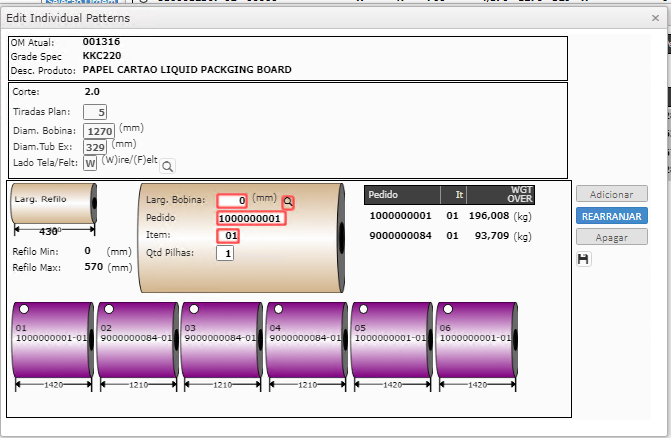 Edit Individual Patterns
OM Atual: 001316
Grade Spec KKC220
Desc. Produto: PAPEL CARTAO LIQUID PACKGING BOARD
Corte: 2.0
Tiradas Plan: 5
Diam. Bobina: 1270 (mm)
Diam.Tub Ex: 329 (mm)
Lado Tela/Felt: W (W)ire/(F)elt
Larg. Refilo
430
Refilo Min: 0 (mm)
Refilo Max: 570 (mm)
Larg. Bobina: 0 (mm)
Pedido 1000000001
Item: 01
Qtd Pilhas: 1
Pedido It WGT OVER
1000000001 01 196,008 (kg)
9000000084 01 93,709 (kg)
Adicionar
REARRANJAR
Apagar
01 02 03 04 05 06
1000000001-01 9000000084-01 9000000084-01 9000000084-01 1000000001-01 1000000001-01
1420 1210 1210 1210 1420 1420